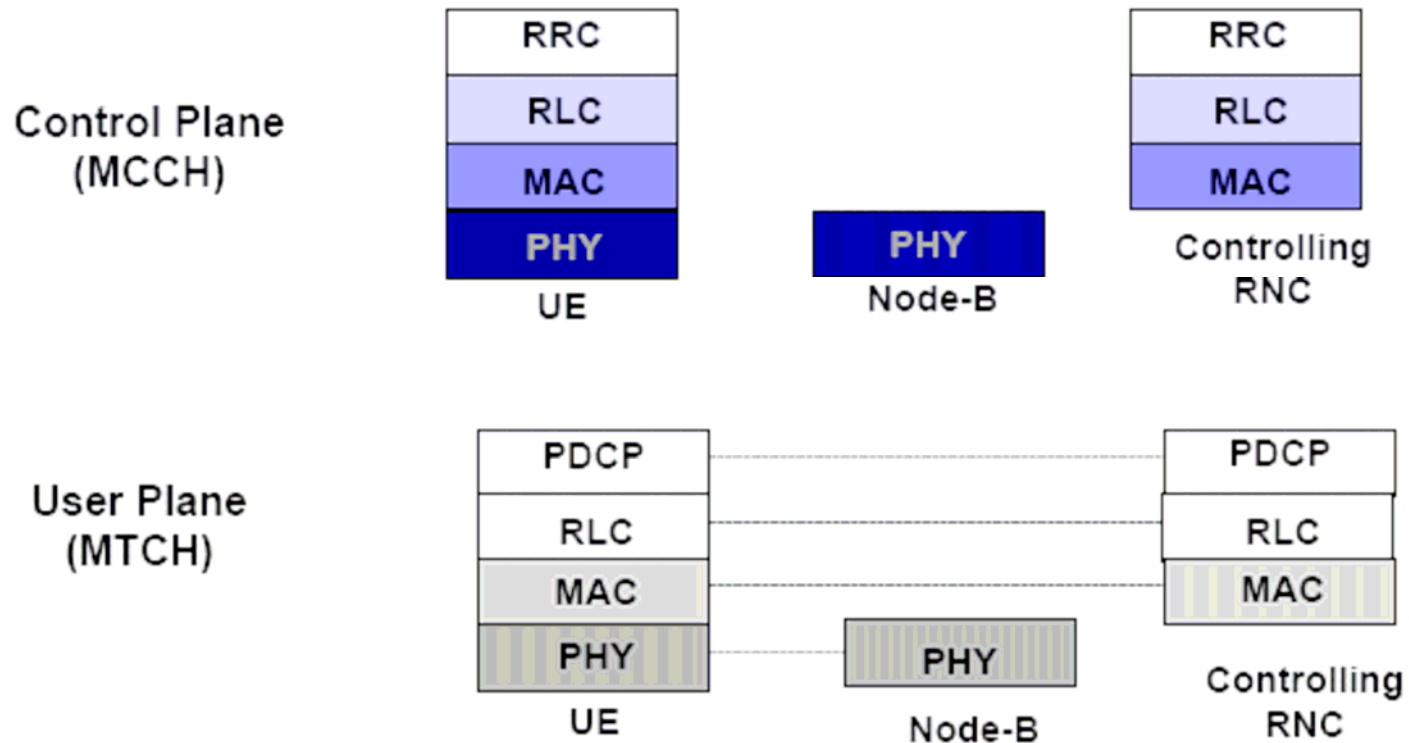 Control Plane
(MCCH)
RRC
RLC
MAC
PHY
UE
PHY
Node-B
RRC
RLC
MAC
Controlling
RNC
User Plane
(MTCH)
PDCP
RLC
MAC
PHY
UE
PHY
Node-B
PDCP
RLC
MAC
Controlling
RNC